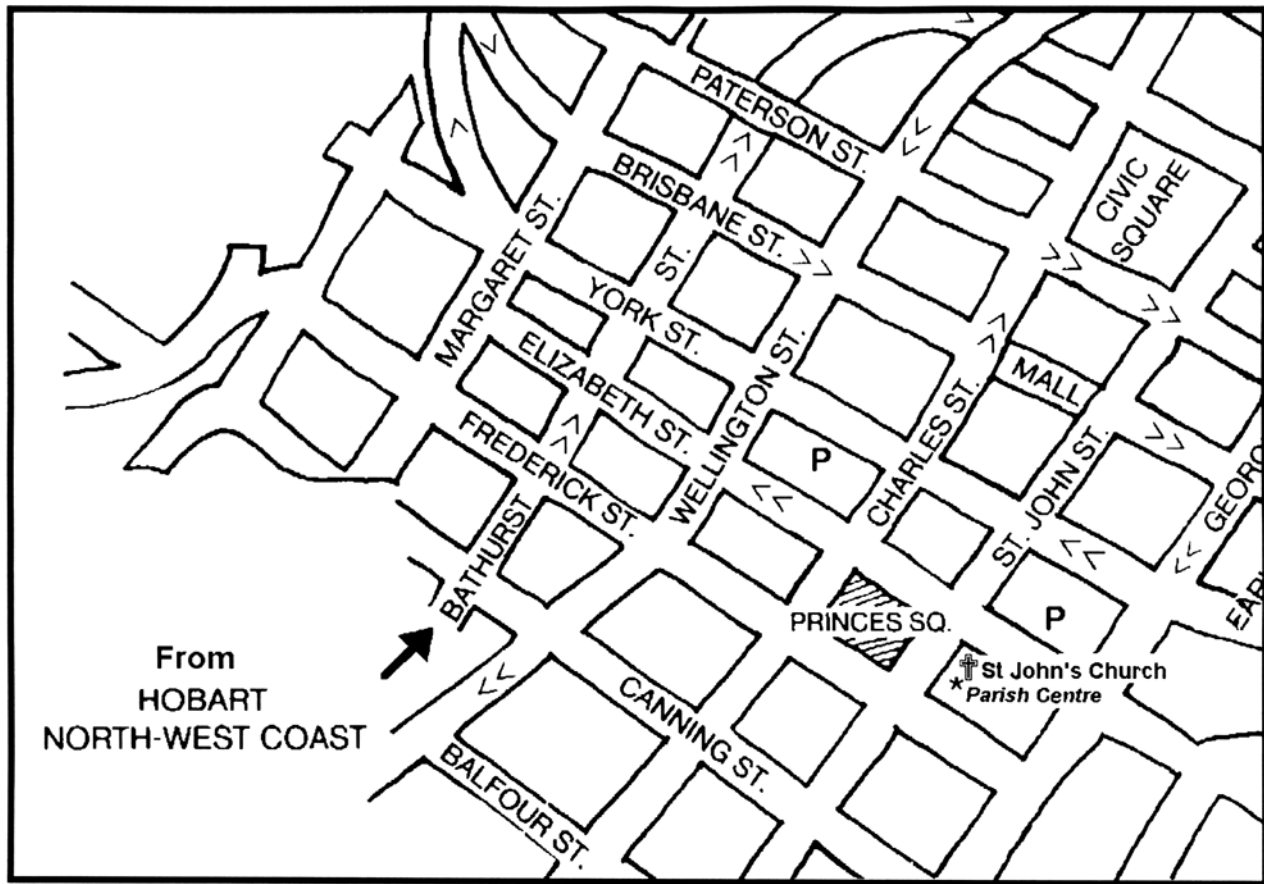 PATERSON ST.
BRISBANE ST.
CIVIC
SQUARE
MARGARET ST.
ST.
YORK ST.
ELIZABETH ST.
MALL
FREDERICK ST.
WELLINGTON ST.
P
CHARLES ST.
ST. JOHN ST.
BATHURST
PRINCES SQ.
P
St John's Church
* Parish Centre
From
HOBART
NORTH-WEST COAST
CANNING ST.
BALFOUR ST.